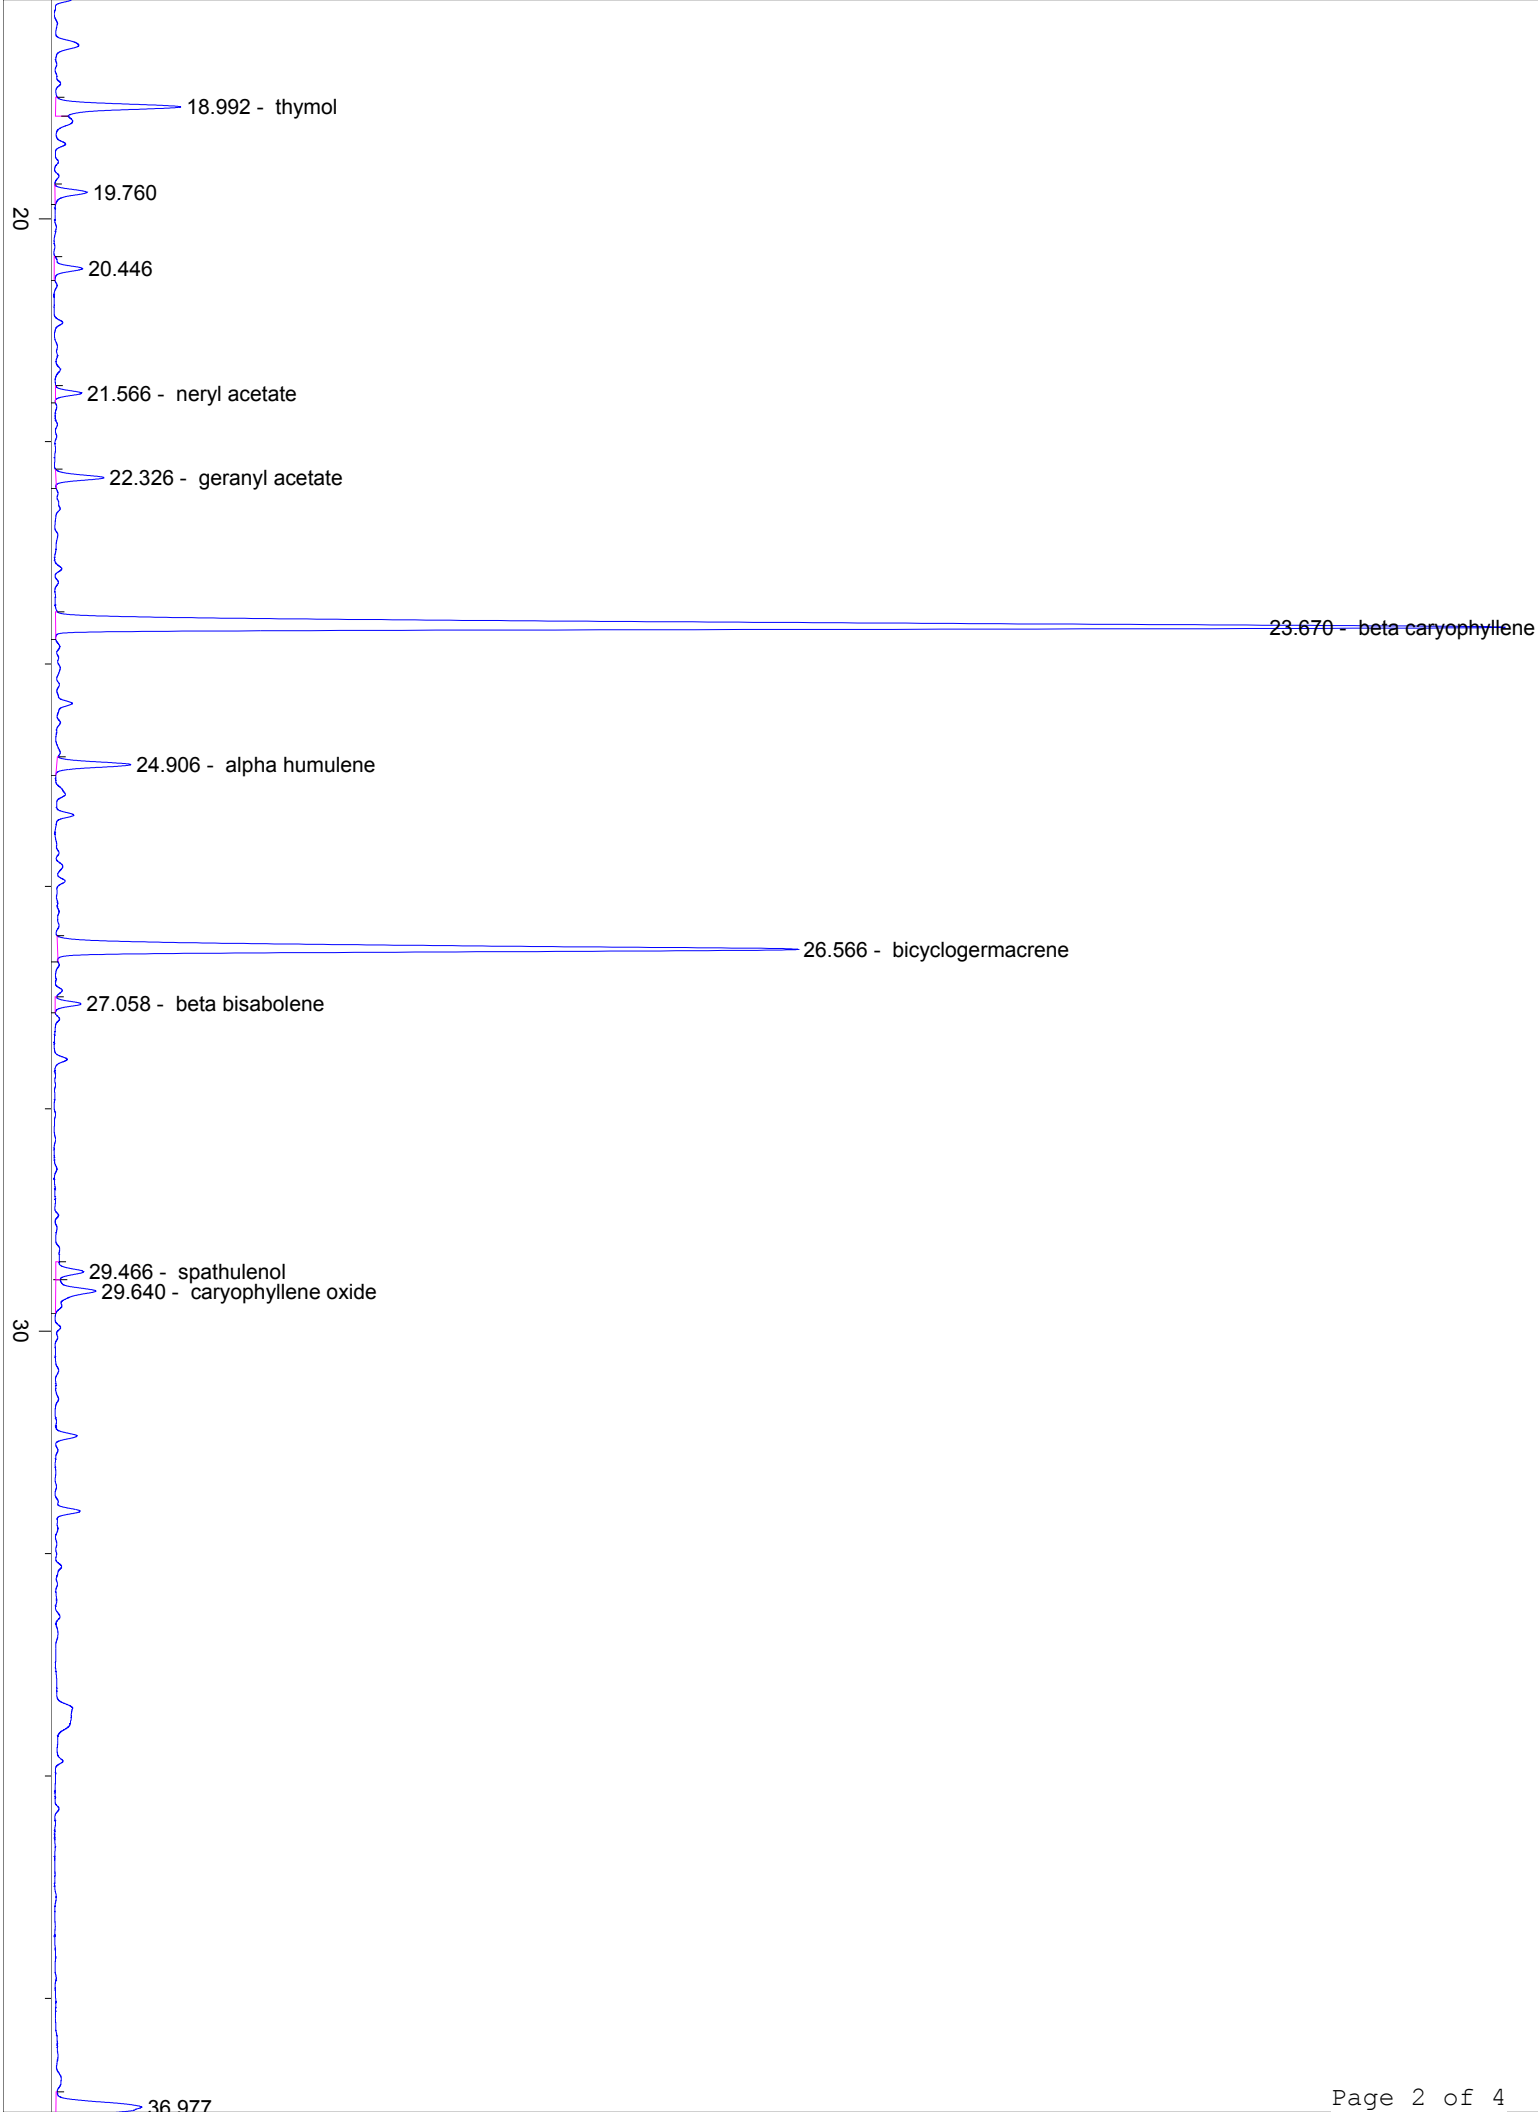 18.992 - thymol
19.760
20
20.446
21.566 - neryl acetate
22.326 - geranyl acetate
23.670 - beta caryophyllene
24.906 - alpha humulene
26.566 - bicyclogermacrene
27.058 - beta bisabolene
29.466 - spathulenol
29.640 - caryophyllene oxide
30
36.977
Page 2 of 4